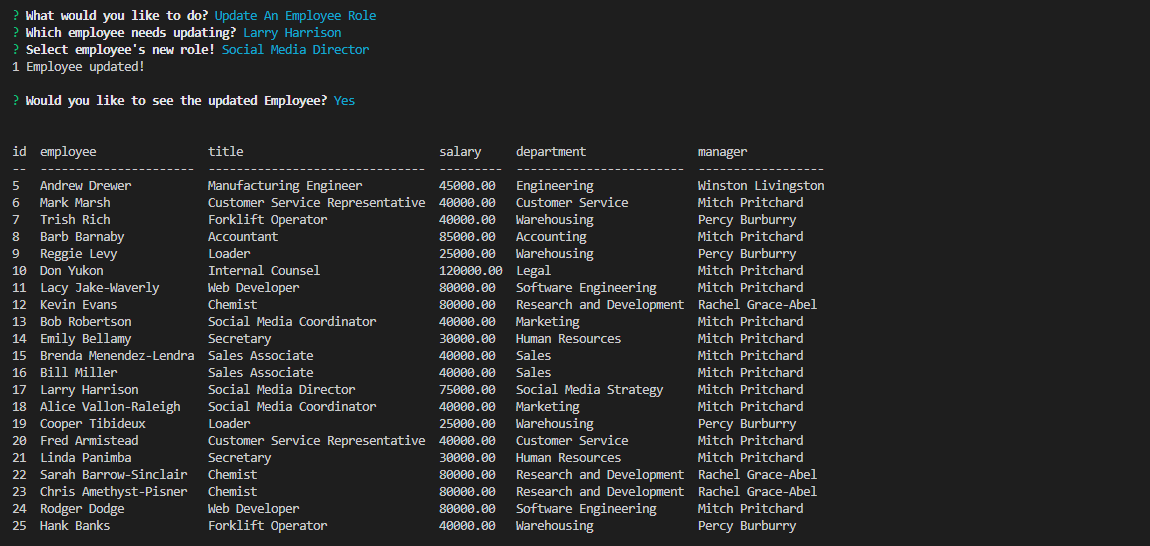 ? What would you like to do? Update An Employee Role
? Which employee needs updating? Larry Harrison
? Select employee's new role! Social Media Director
1 Employee updated!
? Would you like to see the updated Employee? Yes
id  employee                title                            salary     department                manager
--  ----------------------  -------------------------------  ---------  ------------------------  ------------------
5   Andrew Drewer           Manufacturing Engineer           45000.00   Engineering               Winston Livingston
6   Mark Marsh              Customer Service Representative  40000.00   Customer Service          Mitch Pritchard
7   Trish Rich              Forklift Operator                40000.00   Warehousing               Percy Burburry
8   Barb Barnaby            Accountant                       85000.00   Accounting                Mitch Pritchard
9   Reggie Levy             Loader                           25000.00   Warehousing               Percy Burburry
10  Don Yukon               Internal Counsel                 120000.00  Legal                     Mitch Pritchard
11  Lacy Jake-Waverly       Web Developer                    80000.00   Software Engineering      Mitch Pritchard
12  Kevin Evans             Chemist                          80000.00   Research and Development  Rachel Grace-Abel
13  Bob Robertson           Social Media Coordinator         40000.00   Marketing                 Mitch Pritchard
14  Emily Bellamy           Secretary                        30000.00   Human Resources           Mitch Pritchard
15  Brenda Menendez-Lendra  Sales Associate                  40000.00   Sales                     Mitch Pritchard
16  Bill Miller             Sales Associate                  40000.00   Sales                     Mitch Pritchard
17  Larry Harrison          Social Media Director            75000.00   Social Media Strategy     Mitch Pritchard
18  Alice Vallon-Raleigh    Social Media Coordinator         40000.00   Marketing                 Mitch Pritchard
19  Cooper Tibideux         Loader                           25000.00   Warehousing               Percy Burburry
20  Fred Armistead          Customer Service Representative  40000.00   Customer Service          Mitch Pritchard
21  Linda Panimba           Secretary                        30000.00   Human Resources           Mitch Pritchard
22  Sarah Barrow-Sinclair   Chemist                          80000.00   Research and Development  Rachel Grace-Abel
23  Chris Amethyst-Pisner   Chemist                          80000.00   Research and Development  Rachel Grace-Abel
24  Rodger Dodge            Web Developer                    80000.00   Software Engineering      Mitch Pritchard
25  Hank Banks              Forklift Operator                40000.00   Warehousing               Percy Burburry